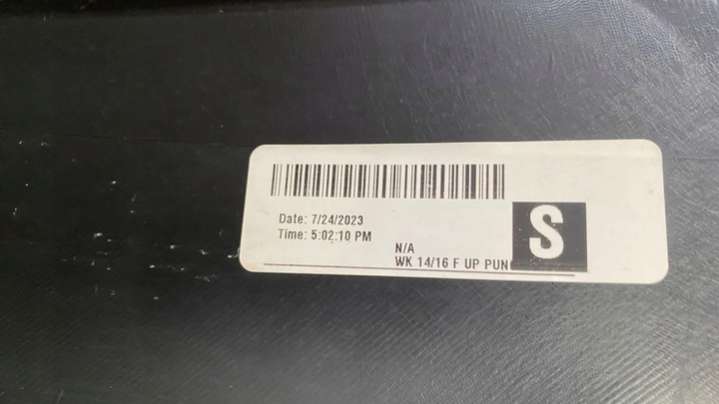 Date: 7/24/2023
Time: 5:02:10 PM
S
N/A
WK 14/16 F UP PUN